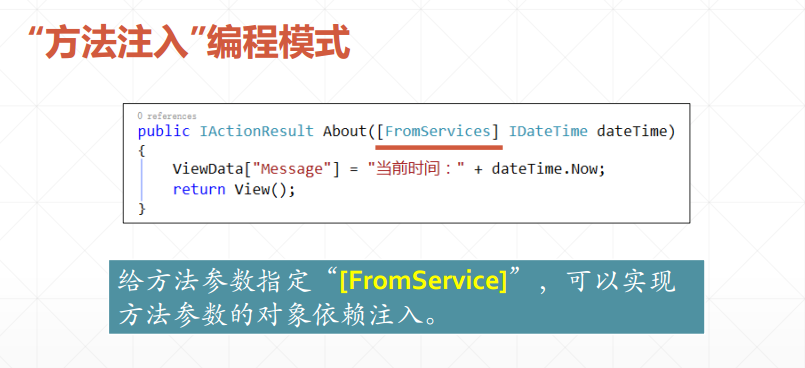 “方法注入”编程模式
0 references
public IActionResult About([FromServices] IDateTime dateTime)
{
ViewData["Message"] = "当前时间：" + dateTime.Now;
return View();
}
给方法参数指定“[FromService]”，可以实现
方法参数的对象依赖注入。